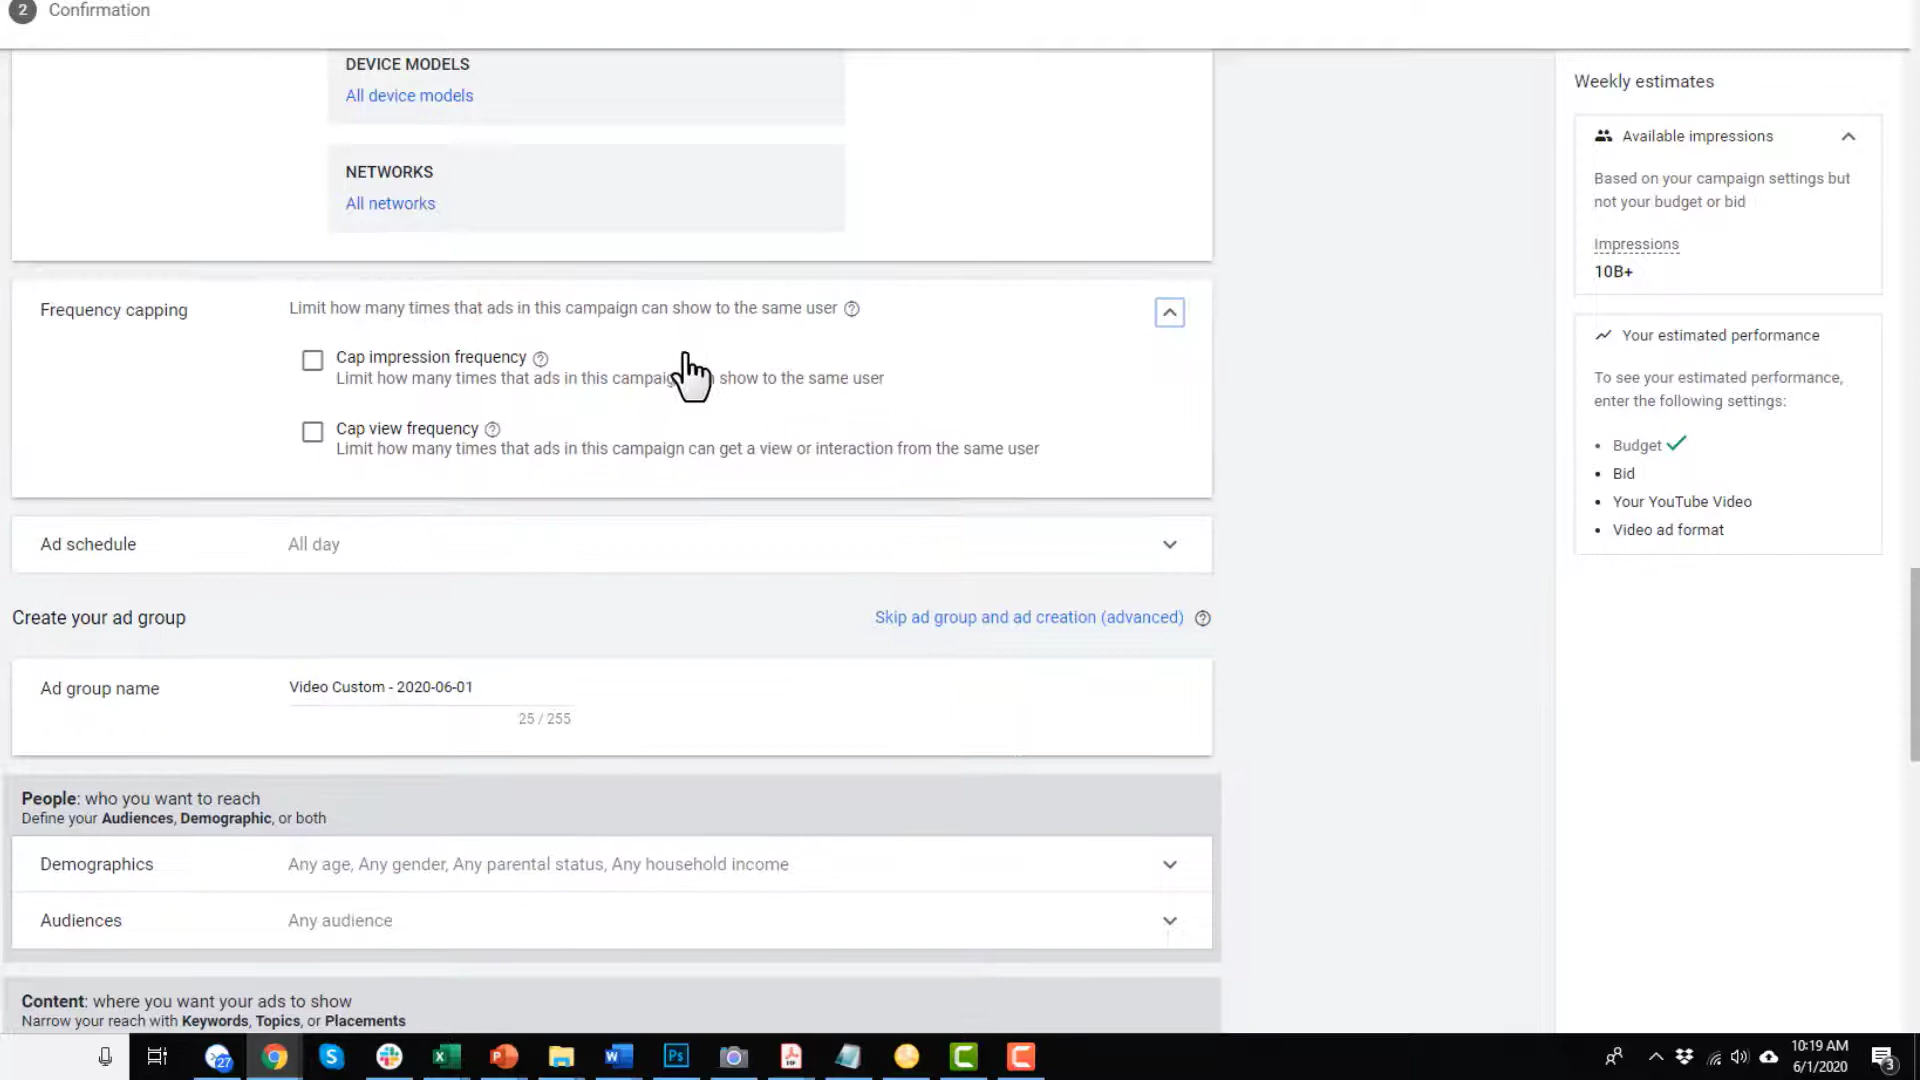 2 Confirmation
DEVICE MODELS
All device models
NETWORKS
All networks
Frequency capping
Limit how many times that ads in this campaign can show to the same user
Cap impression frequency
Limit how many times that ads in this campaig show to the same user
Cap view frequency
Limit how many times that ads in this campaign can get a view or interaction from the same user
Ad schedule
All day
Create your ad group
Skip ad group and ad creation (advanced)
Ad group name
Video Custom - 2020-06-01
25 / 255
People: who you want to reach
Define your Audiences, Demographic, or both
Demographics
Any age, Any gender, Any parental status, Any household income
Audiences
Any audience
Content: where you want your ads to show
Narrow your reach with Keywords, Topics, or Placements
Weekly estimates
Available impressions
Based on your campaign settings but
not your budget or bid
Impressions
10B+
Your estimated performance
To see your estimated performance,
enter the following settings:
• Budget
• Bid
• Your YouTube Video
• Video ad format
27
Ps
10:19 AM
6/1/2020
3